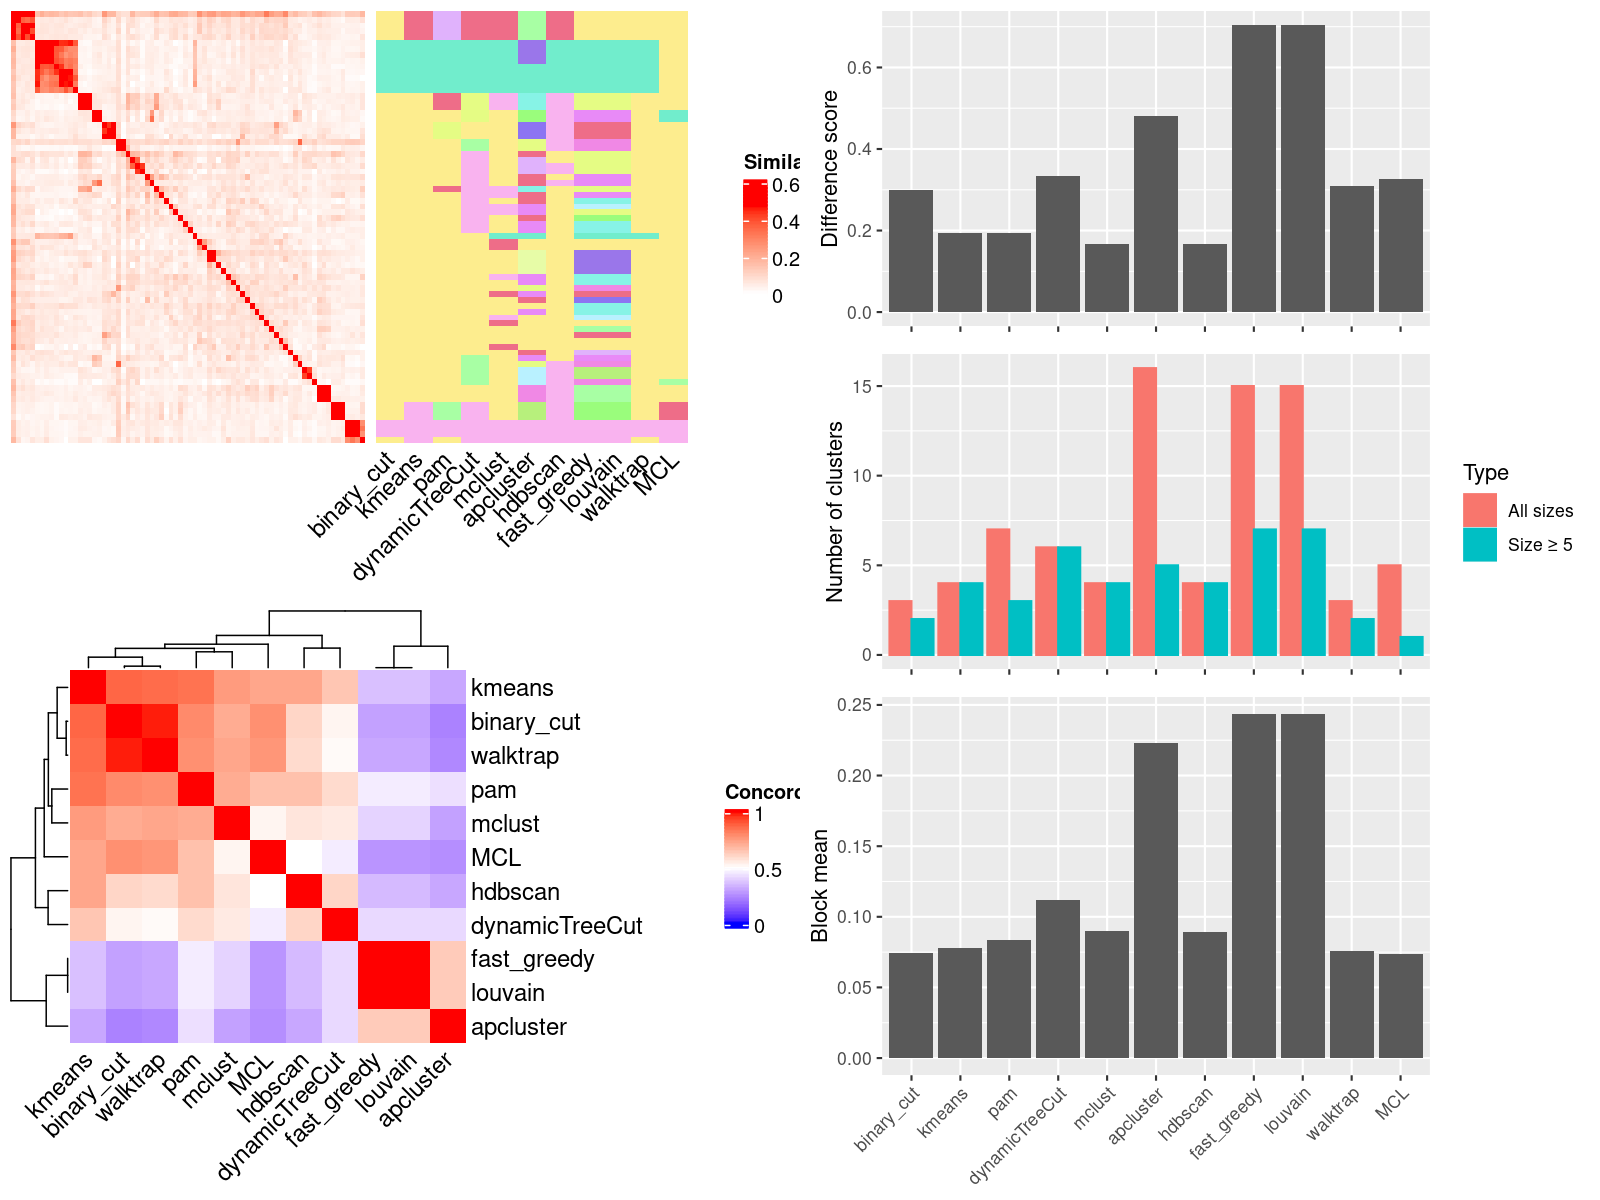 Simila
0.6
0.4
0.2
0
binary_cut
kmeans
pam
dynamicTreeCut
mclust
apcluster
hdbscan
fast_greedy
louvain
walktrap
MCL
Difference score
0.6
0.4
0.2
0.0
Number of clusters
15
10
5
0
Type
All sizes
Size ≥ 5
Block mean
0.25
0.20
0.15
0.10
0.05
0.00
binary_cut
kmeans
pam
dynamicTreeCut
mclust
apcluster
hdbscan
fast_greedy
louvain
walktrap
MCL
kmeans
binary_cut
walktrap
pam
mclust
MCL
hdbscan
dynamicTreeCut
fast_greedy
louvain
apcluster
Concord
1
0.5
0
kmeans
binary_cut
walktrap
pam
mclust
MCL
hdbscan
dynamicTreeCut
fast_greedy
louvain
apcluster